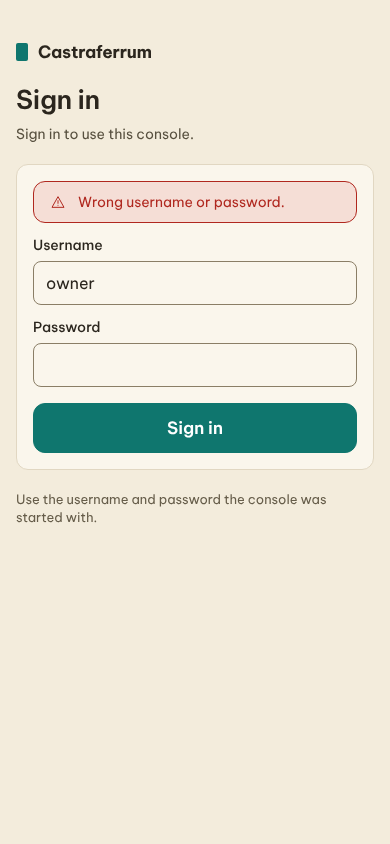 Castraferrum
Sign in
Sign in to use this console.
Wrong username or password.
Username
owner
Password
Sign in
Use the username and password the console was
started with.